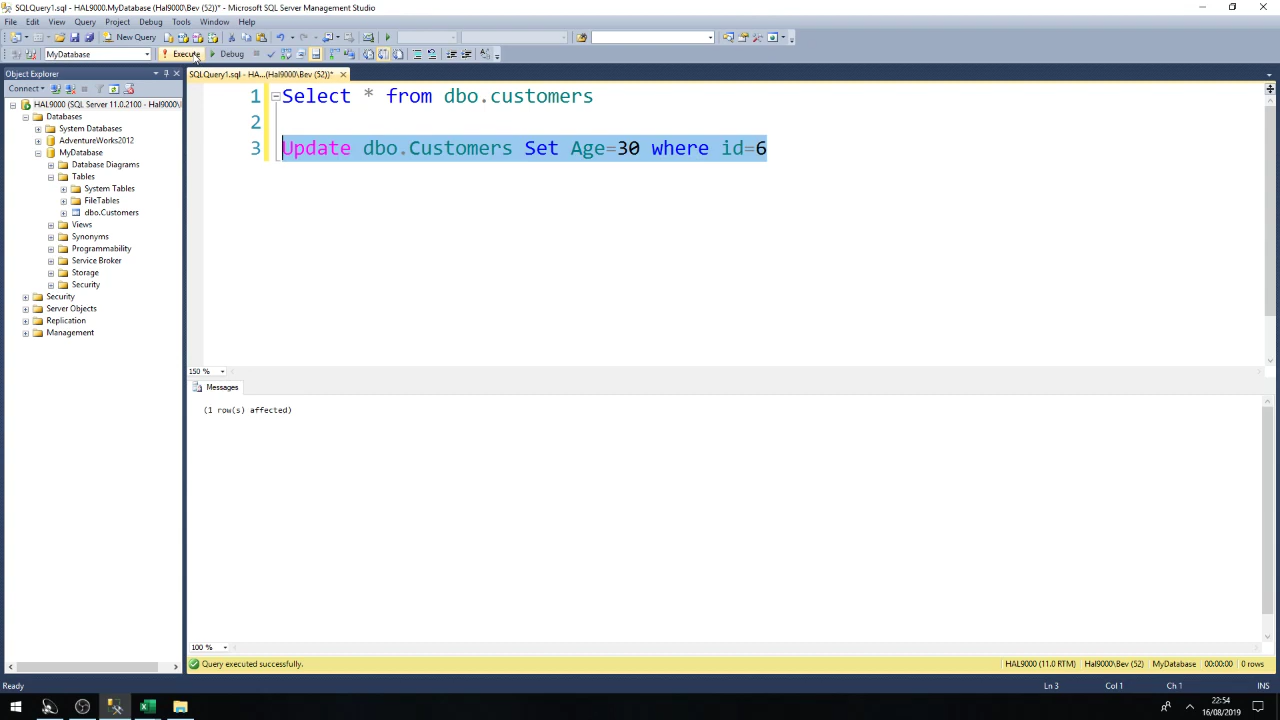 SQLQuery1.sql - HAL9000.MyDatabase (Hal9000\Bev (52))* - Microsoft SQL Server Management Studio
File Edit View Query Project Debug Tools Window Help
New Query
MyDatabase Execute Debug
Object Explorer
SQLQuery1.sql - HA...(Hal9000\Bev (52))*
Connect
HAL9000 (SQL Server 11.0.2100 - Hal9000\
Databases
System Databases
AdventureWorks2012
MyDatabase
Database Diagrams
Tables
System Tables
FileTables
dbo.Customers
Views
Synonyms
Programmability
Service Broker
Storage
Security
Security
Server Objects
Replication
Management
1 Select * from dbo.customers
2
3 Update dbo.Customers Set Age=30 where id=6
150 %
Messages
(1 row(s) affected)
100 %
Query executed successfully. HAL9000 (11.0 RTM) Hal9000\Bev (52) MyDatabase 00:00:00 0 rows
Ready Ln 3 Col 1 Ch 1 INS
22:54
16/08/2019